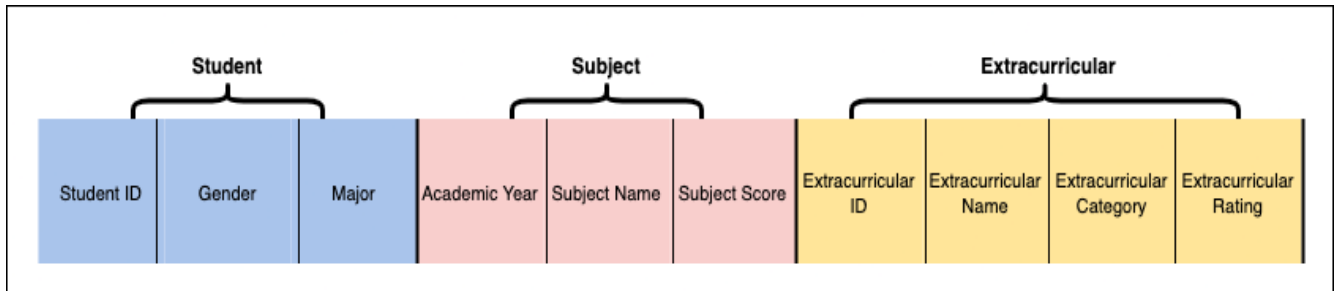 Student
Subject
Extracurricular
Student ID
Gender
Major
Academic Year
Subject Name
Subject Score
Extracurricular
ID
Extracurricular
Name
Extracurricular
Category
Extracurricular
Rating